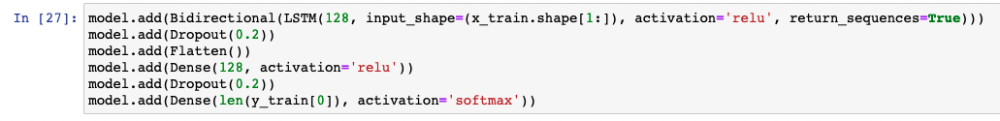 In [27]: model.add(Bidirectional(LSTM(128, input_shape=(x_train.shape[1:]), activation='relu', return_sequences=True)))
model.add(Dropout(0.2))
model.add(Flatten())
model.add(Dense(128, activation='relu'))
model.add(Dropout(0.2))
model.add(Dense(len(y_train[0]), activation='softmax'))